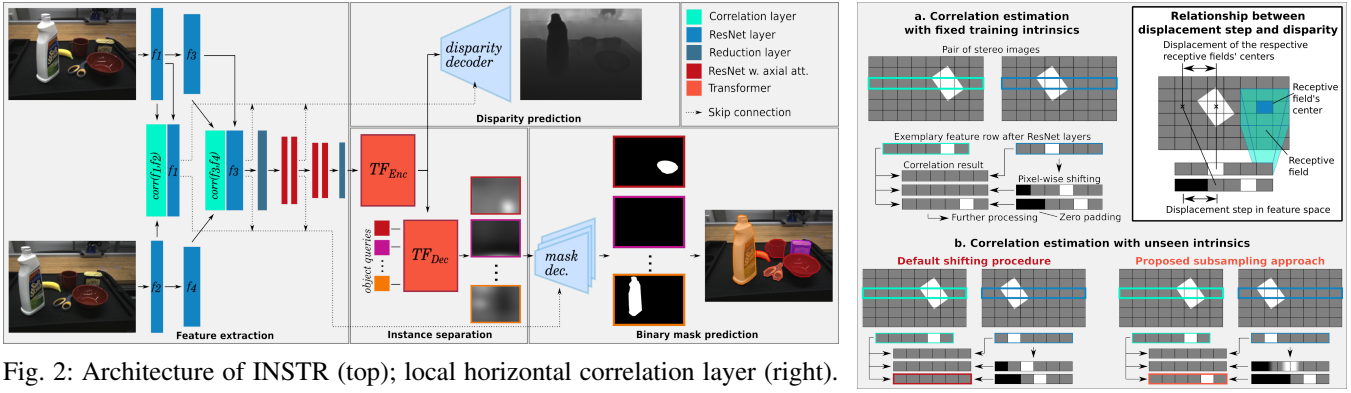 f1
f3
corr(f1,f2)
f1
corr(f3,f4)
f3
f2
f4
Feature extraction
disparity
decoder
Disparity prediction
Correlation layer
ResNet layer
Reduction layer
ResNet w. axial att.
Transformer
Skip connection
TFEnc
object queries
TFDec
Instance separation
mask
dec.
Binary mask prediction
Fig. 2: Architecture of INSTR (top); local horizontal correlation layer (right).
a. Correlation estimation
with fixed training intrinsics
Pair of stereo images
Exemplary feature row after ResNet layers
Correlation result
Pixel-wise shifting
Further processing
Zero padding
Relationship between
displacement step and disparity
Displacement of the respective
receptive fields' centers
Receptive
field's
center
Receptive
field
Displacement step in feature space
b. Correlation estimation with unseen intrinsics
Default shifting procedure
Proposed subsampling approach